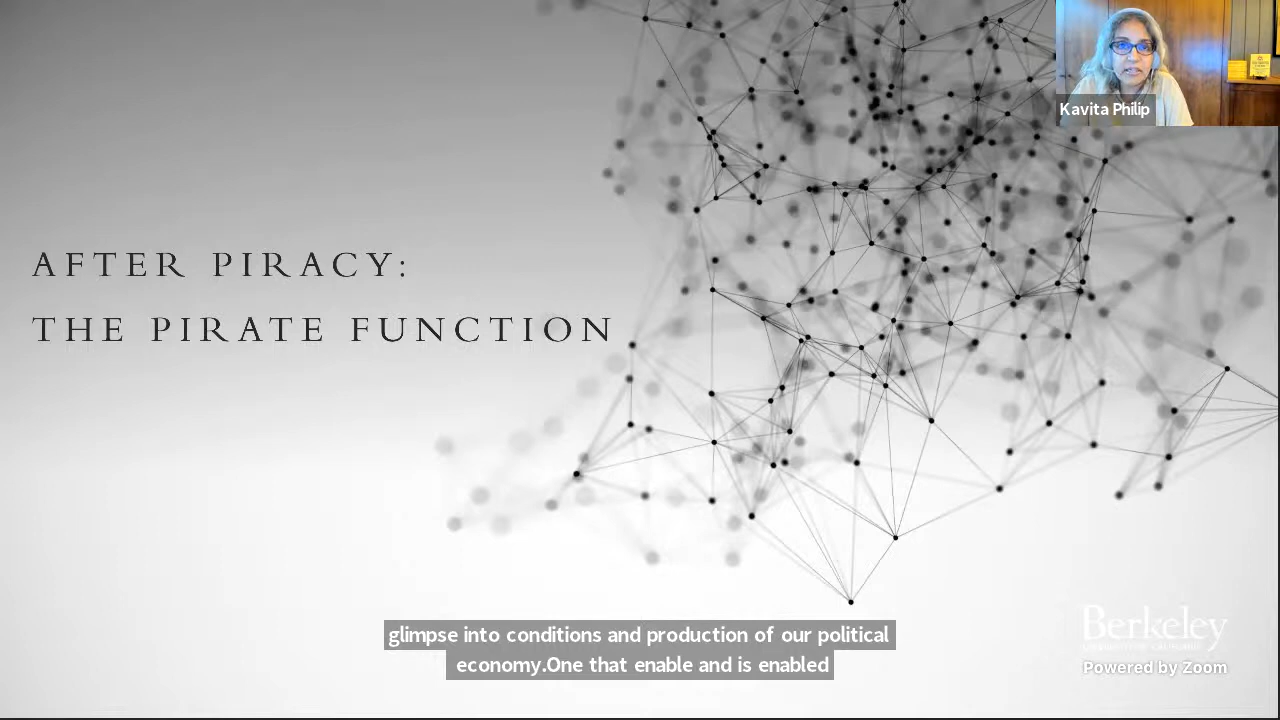 Kavita Philip
AFTER PIRACY:
THE PIRATE FUNCTION
glimpse into conditions and production of our political
economy.One that enable and is enabled
Berkeley
Powered by Zoom